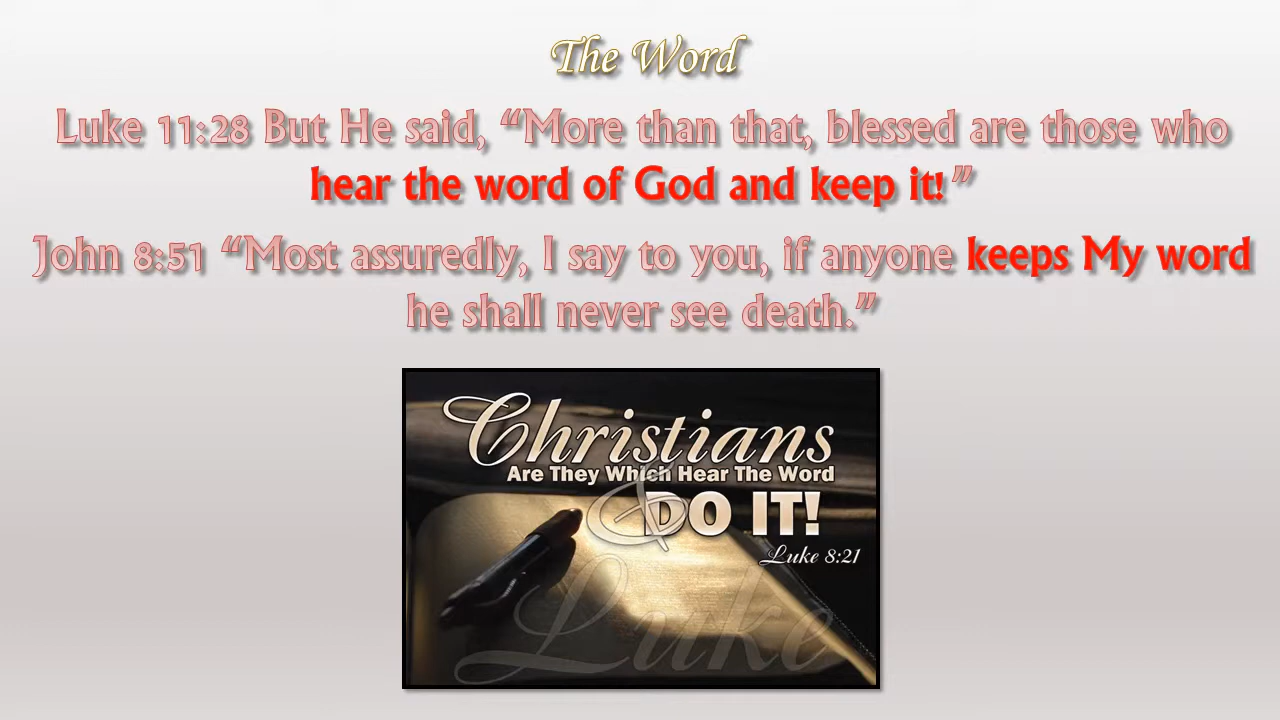 The Word
Luke 11:28 But He said, “More than that, blessed are those who
hear the word of God and keep it!”
John 8:51 “Most assuredly, I say to you, if anyone keeps My word
he shall never see death.”
Christians
Are They Which Hear The Word
& DO IT!
Luke 8:21
Luke